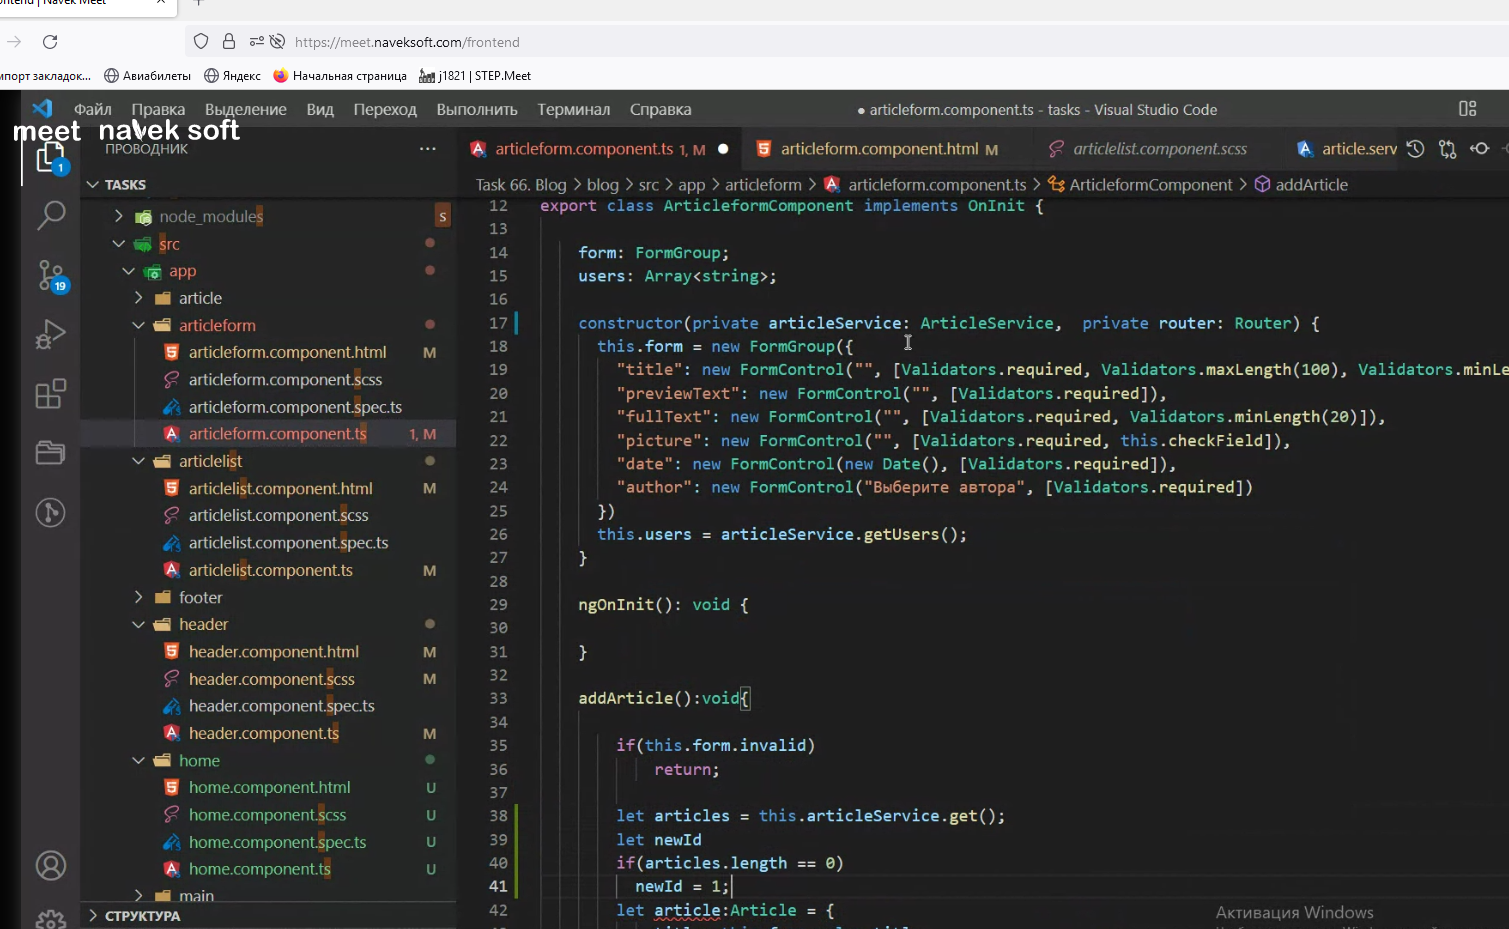 ontend | Navek Meet
https://meet.naveksoft.com/frontend
мпорт закладок... Авиабилеты Яндекс Начальная страница j1821 | STEP.Meet
Файл Правка Выделение Вид Переход Выполнить Терминал Справка ● articleform.component.ts - tasks - Visual Studio Code
meet navek soft
ПРОВОДНИК
articleform.component.ts 1, M articleform.component.html M articlelist.component.scss article.serv
1
TASKS
Task 66. Blog > blog > src > app > articleform > articleform.component.ts > ArticleformComponent > addArticle
node_modules s
src
app
article
articleform
articleform.component.html M
articleform.component.scss
articleform.component.spec.ts
articleform.component.ts 1, M
articlelist
articlelist.component.html M
articlelist.component.scss
articlelist.component.spec.ts
articlelist.component.ts M
footer
header
header.component.html M
header.component.scss M
header.component.spec.ts
header.component.ts M
home
home.component.html U
home.component.scss U
home.component.spec.ts U
home.component.ts U
main
СТРУКТУРА
19
12 export class ArticleformComponent implements OnInit {
13
14 form: FormGroup;
15 users: Array<string>;
16
17 constructor(private articleService: ArticleService,  private router: Router) {
18 this.form = new FormGroup({
19 "title": new FormControl("", [Validators.required, Validators.maxLength(100), Validators.minLe
20 "previewText": new FormControl("", [Validators.required]),
21 "fullText": new FormControl("", [Validators.required, Validators.minLength(20)]),
22 "picture": new FormControl("", [Validators.required, this.checkField]),
23 "date": new FormControl(new Date(), [Validators.required]),
24 "author": new FormControl("Выберите автора", [Validators.required])
25 })
26 this.users = articleService.getUsers();
27 }
28
29 ngOnInit(): void {
30
31 }
32
33 addArticle():void{
34
35 if(this.form.invalid)
36 return;
37
38 let articles = this.articleService.get();
39 let newId
40 if(articles.length == 0)
41 newId = 1;
42 let article:Article = {
Активация Windows